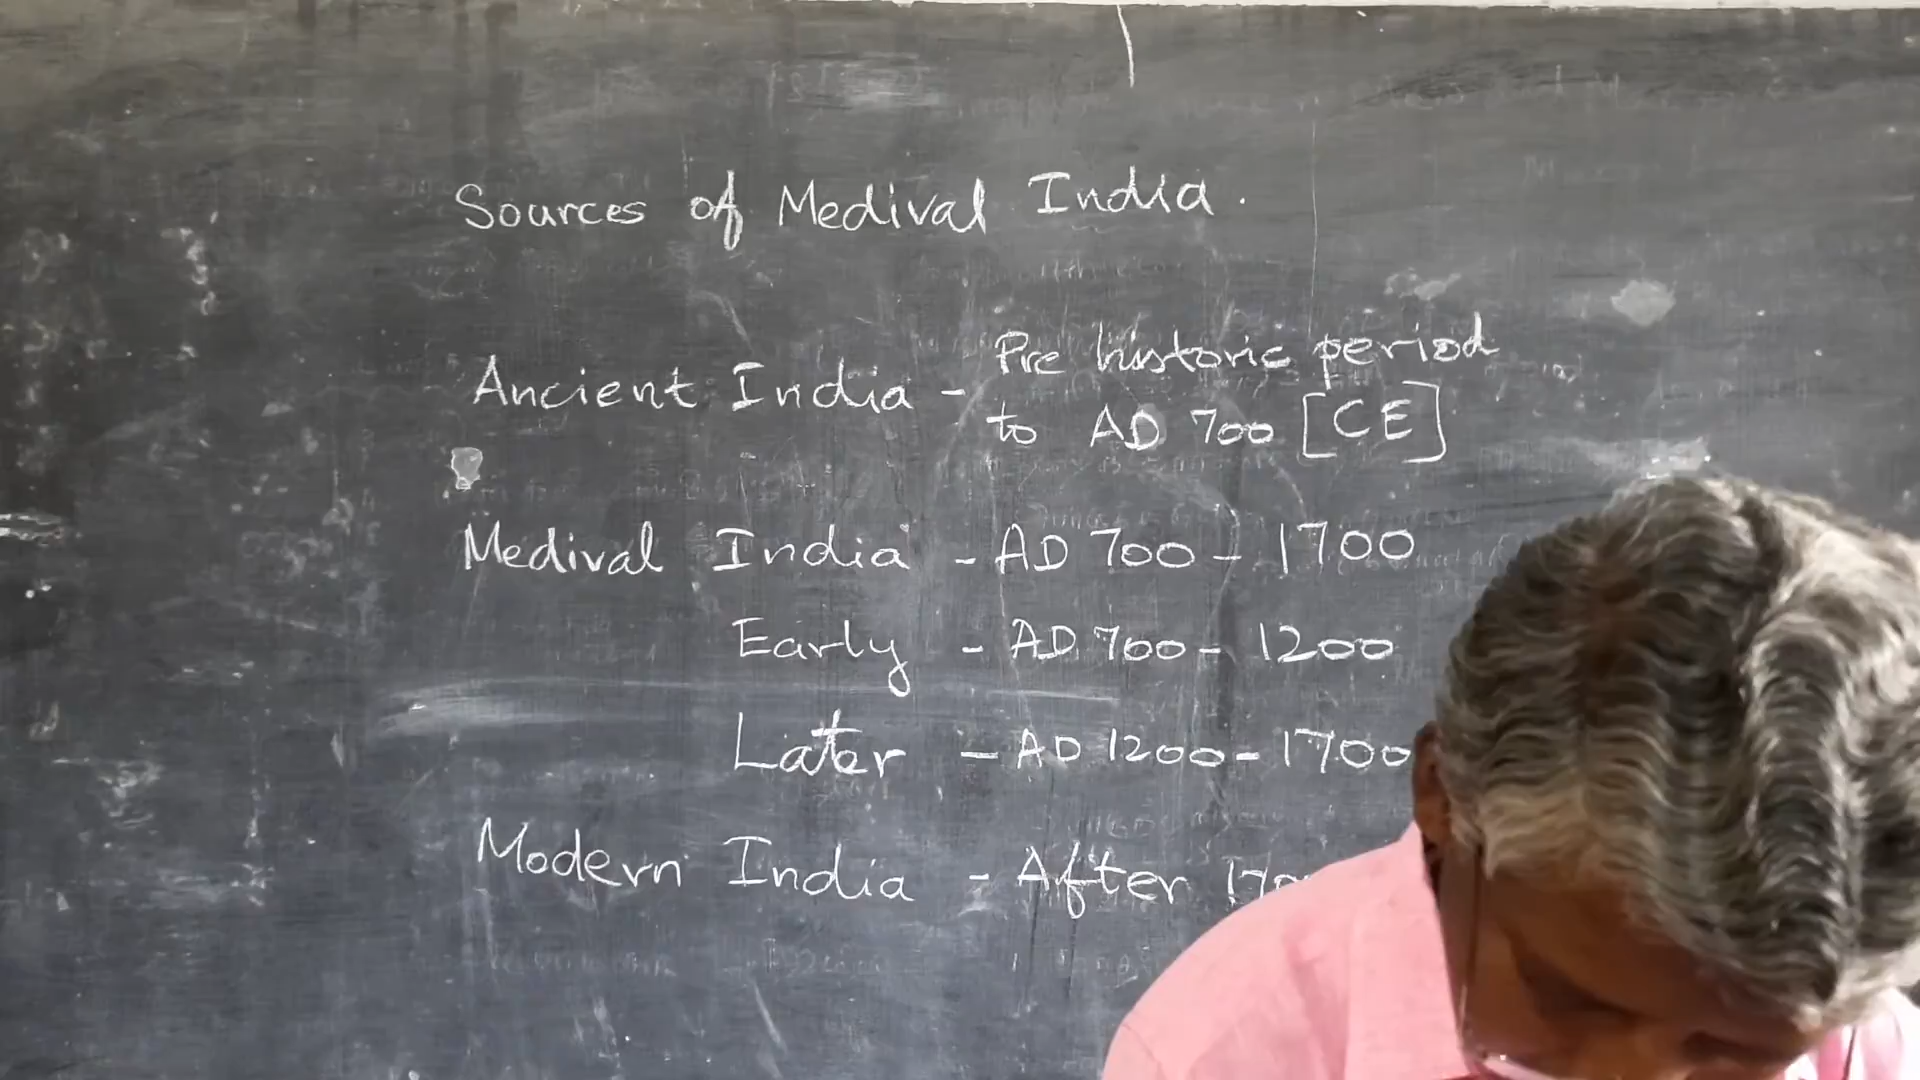 Sources of Medival India.
Ancient India - Pre historic period
to AD 700 [CE]
Medival India - AD 700 - 1700
Early - AD 700 - 1200
Later - AD 1200 - 1700
Modern India - After